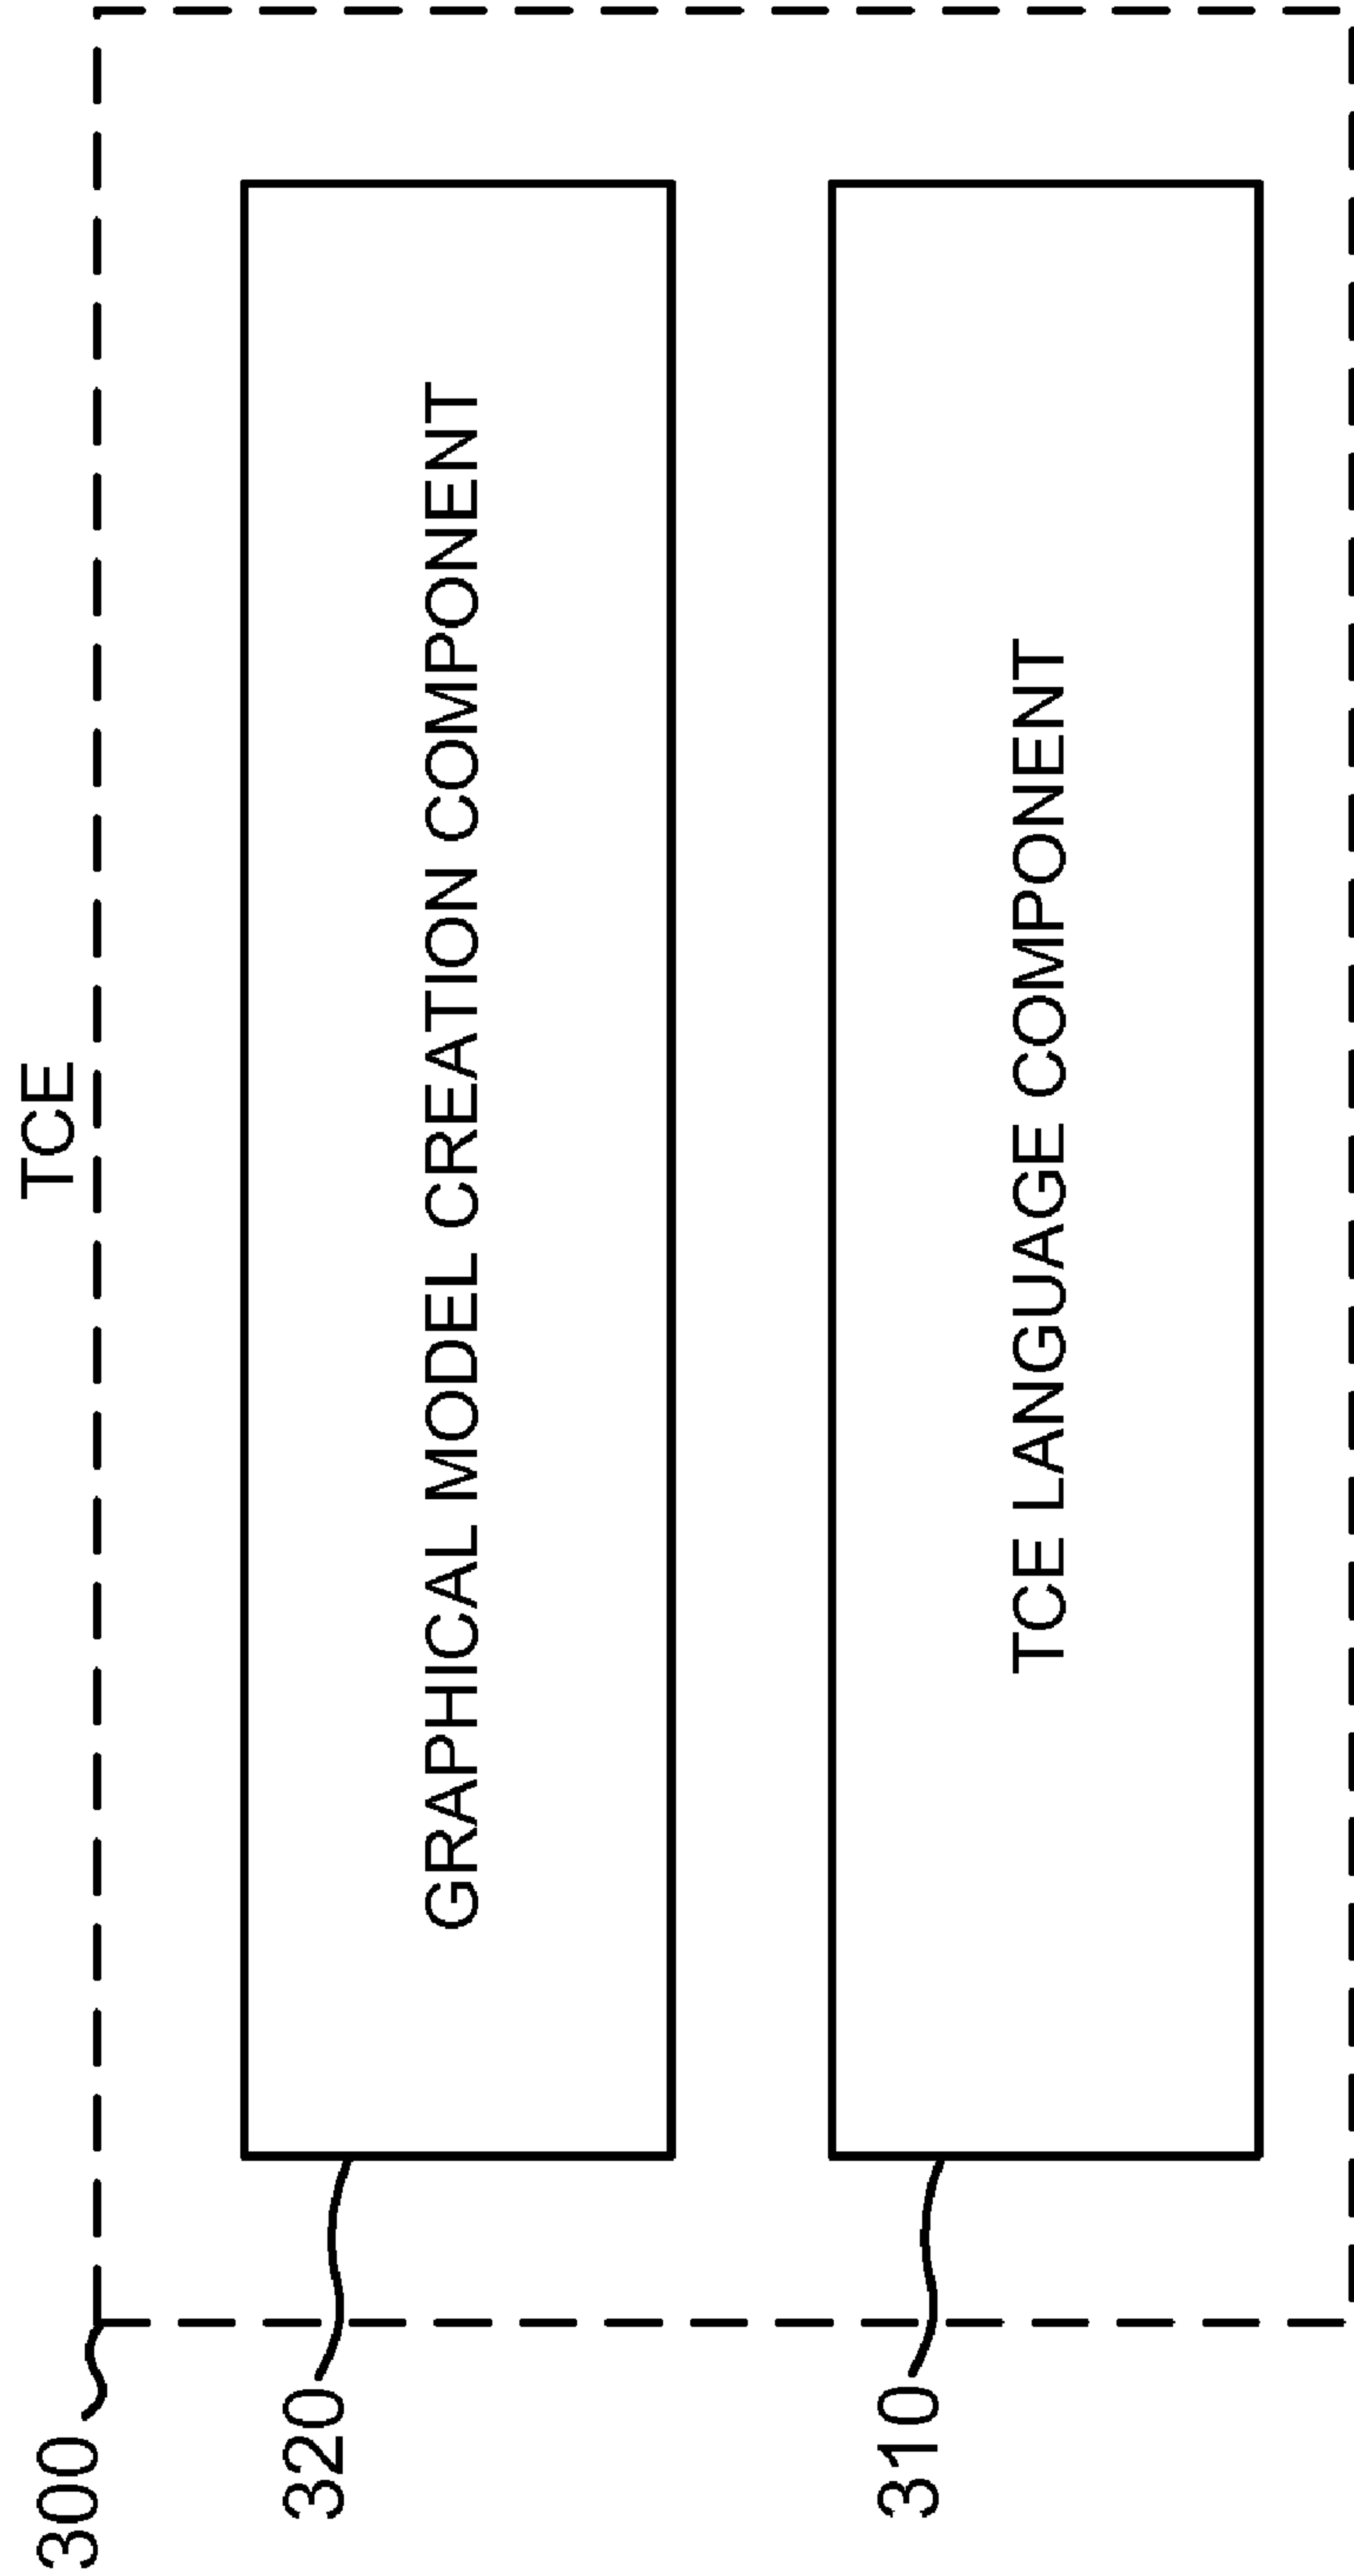 TCE
300
320
GRAPHICAL MODEL CREATION COMPONENT
310
TCE LANGUAGE COMPONENT